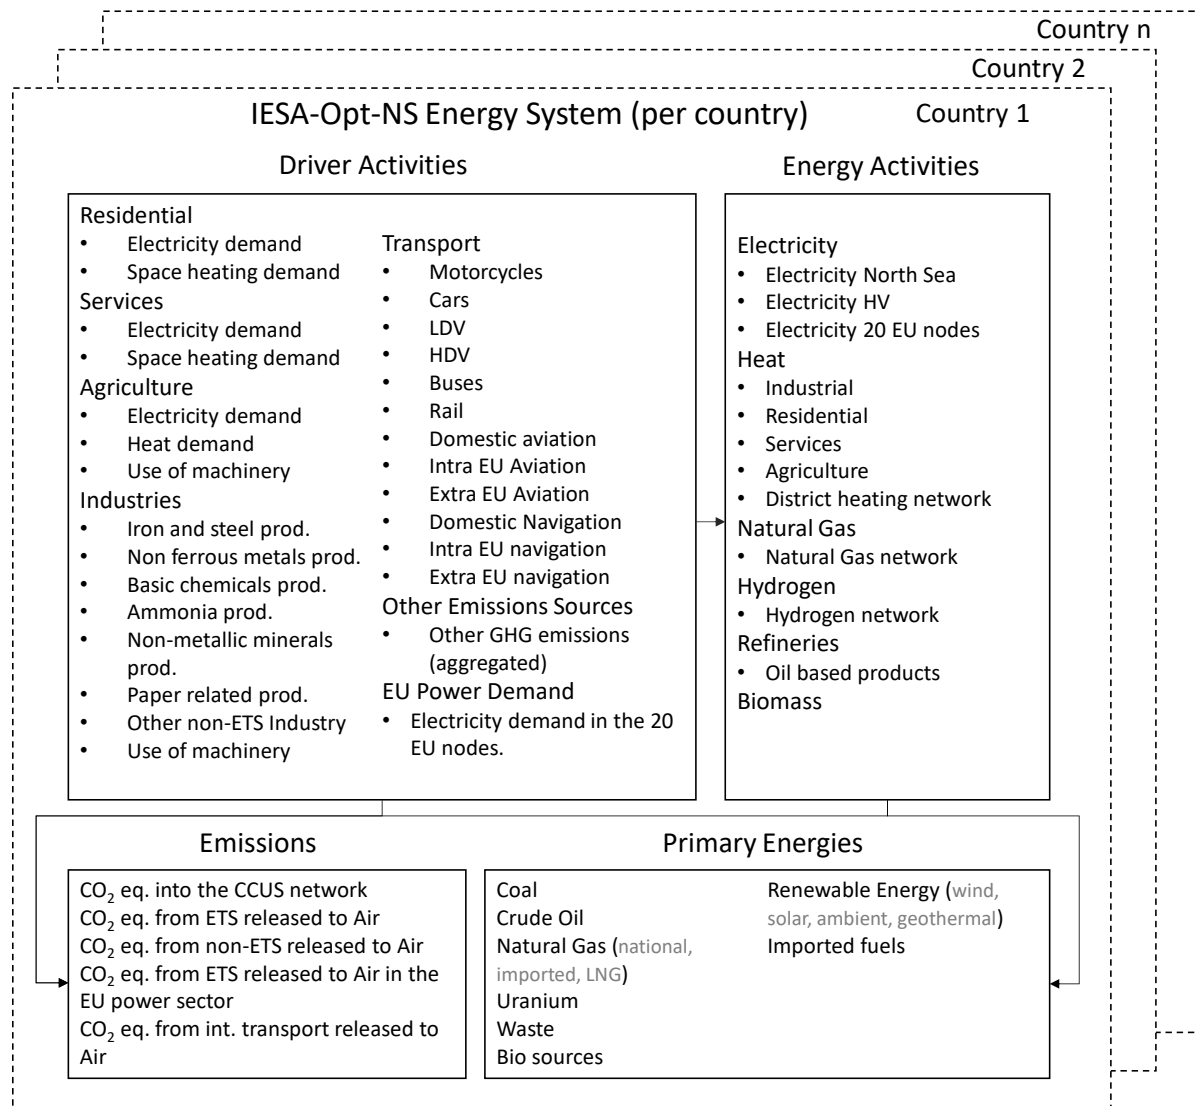 Country n
Country 2
IESA-Opt-NS Energy System (per country)
Country 1
Driver Activities
Residential
• Electricity demand
• Space heating demand
Services
• Electricity demand
• Space heating demand
Agriculture
• Electricity demand
• Heat demand
• Use of machinery
Industries
• Iron and steel prod.
• Non ferrous metals prod.
• Basic chemicals prod.
• Ammonia prod.
• Non-metallic minerals
prod.
• Paper related prod.
• Other non-ETS Industry
• Use of machinery
Transport
• Motorcycles
• Cars
• LDV
• HDV
• Buses
• Rail
• Domestic aviation
• Intra EU Aviation
• Extra EU Aviation
• Domestic Navigation
• Intra EU navigation
• Extra EU navigation
Other Emissions Sources
• Other GHG emissions
(aggregated)
EU Power Demand
• Electricity demand in the 20
EU nodes.
Energy Activities
Electricity
• Electricity North Sea
• Electricity HV
• Electricity 20 EU nodes
Heat
• Industrial
• Residential
• Services
• Agriculture
• District heating network
Natural Gas
• Natural Gas network
Hydrogen
• Hydrogen network
Refineries
• Oil based products
Biomass
Emissions
CO₂ eq. into the CCUS network
CO₂ eq. from ETS released to Air
CO₂ eq. from non-ETS released to Air
CO₂ eq. from ETS released to Air in the
EU power sector
CO₂ eq. from int. transport released to
Air
Primary Energies
Coal
Crude Oil
Natural Gas (national,
imported, LNG)
Uranium
Waste
Bio sources
Renewable Energy (wind,
solar, ambient, geothermal)
Imported fuels